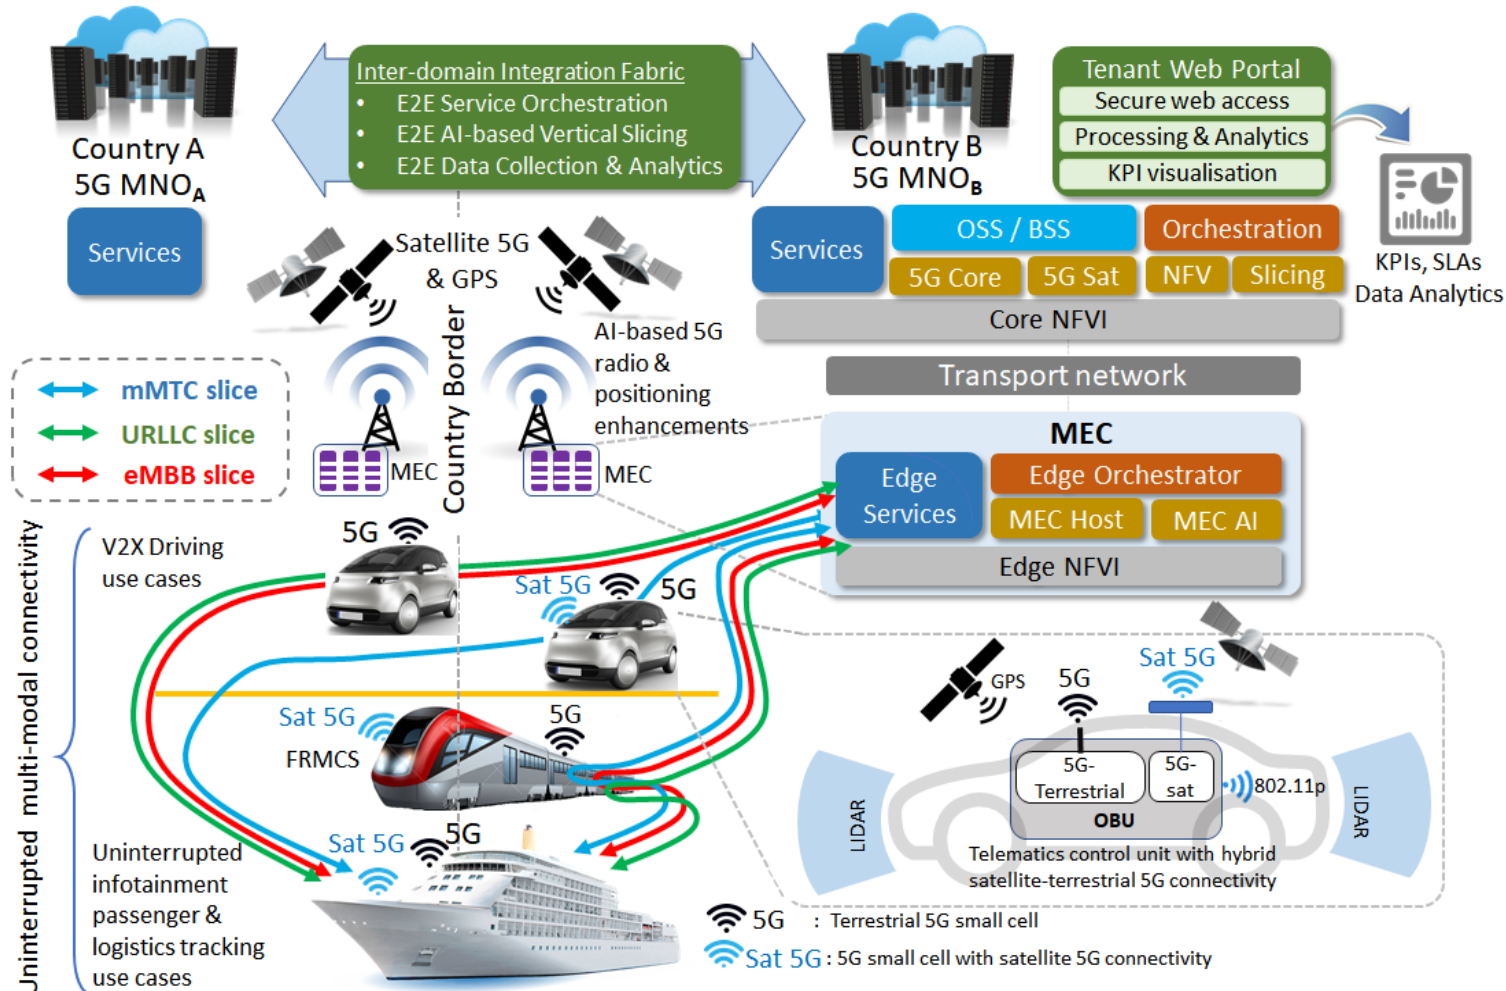 Country A
5G MNOA
Services
Inter-domain Integration Fabric
• E2E Service Orchestration
• E2E AI-based Vertical Slicing
• E2E Data Collection & Analytics
Country B
5G MNOB
Tenant Web Portal
Secure web access
Processing & Analytics
KPI visualisation
KPIs, SLAs
Data Analytics
Services
OSS / BSS
Orchestration
5G Core
5G Sat
NFV
Slicing
Core NFVI
Transport network
Satellite 5G
& GPS
Country Border
AI-based 5G
radio &
positioning
enhancements
MEC
MEC
mMTC slice
URLLC slice
eMBB slice
MEC
Edge
Services
Edge Orchestrator
MEC Host
MEC AI
Edge NFVI
Uninterrupted multi-modal connectivity
V2X Driving
use cases
5G
Sat 5G
5G
Sat 5G
FRMCS
5G
Sat 5G
5G
Uninterrupted
infotainment
passenger &
logistics tracking
use cases
GPS
5G
Sat 5G
LIDAR
5G-
Terrestrial
5G-
sat
802.11p
OBU
LIDAR
Telematics control unit with hybrid
satellite-terrestrial 5G connectivity
5G : Terrestrial 5G small cell
Sat 5G : 5G small cell with satellite 5G connectivity